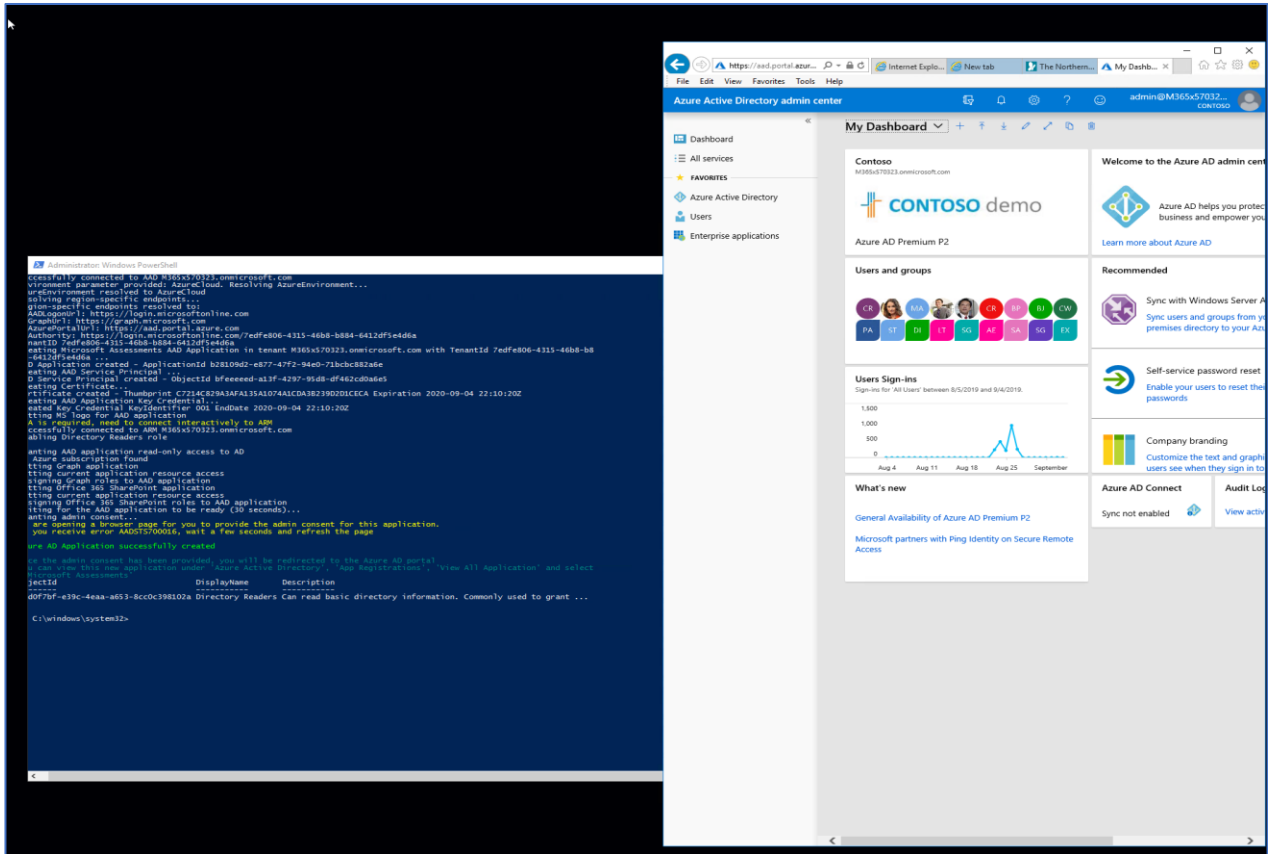 Administrator: Windows PowerShell
ccessfully connected to AAD M365x570323.onmicrosoft.com
vironment parameter provided: AzureCloud. Resolving AzureEnvironment...
ureEnvironment resolved to AzureCloud
solving region-specific endpoints...
gion-specific endpoints resolved to:
AADLogonUrl: https://login.microsoftonline.com
GraphUrl: https://graph.microsoft.com
AzurePortalUrl: https://aad.portal.azure.com
Authority: https://login.microsoftonline.com/7edfe806-4315-46b8-b884-6412df5e4d6a
nantID 7edfe806-4315-46b8-b884-6412df5e4d6a
eating Microsoft Assessments AAD Application in tenant M365x570323.onmicrosoft.com with TenantId 7edfe806-4315-46b8-b8
-6412df5e4d6a ...
D Application created - ApplicationId b28109d2-e877-47f2-94e0-71bcbc882a6e
eating AAD Service Principal ...
D Service Principal created - ObjectId bfeeeeed-a13f-4297-95d8-df462cd0a6e5
eating Certificate...
rtificate created - Thumbprint C7214C829A3AFA135A1074A1CDA3E239D2D1CECA Expiration 2020-09-04 22:10:20Z
eating AAD Application Key Credential...
eated Key Credential KeyIdentifier 001 EndDate 2020-09-04 22:10:20Z
tting MS logo for AAD application
A is required, need to connect interactively to ARM
ccessfully connected to ARM M365x570323.onmicrosoft.com
abling Directory Readers role
anting AAD application read-only access to AD
Azure subscription found
tting Graph application
tting current application resource access
signing Graph roles to AAD application
tting Office 365 SharePoint application
tting current application resource access
signing Office 365 SharePoint roles to AAD application
iting for the AAD application to be ready (30 seconds)...
anting admin consent...
are opening a browser page for you to provide the admin consent for this application.
you receive error AADSTS700016, wait a few seconds and refresh the page
ure AD Application successfully created
ce the admin consent has been provided, you will be redirected to the Azure AD portal
u can view this new application under 'Azure Active Directory', 'App Registrations', 'View All Application' and select
Microsoft Assessments'
jectId DisplayName Description
d0f7bf-e39c-4eaa-a653-8cc0c398102a Directory Readers Can read basic directory information. Commonly used to grant ...
C:\windows\system32>
https://aad.portal.azur... Internet Explo... New tab The Northern... My Dashb...
File Edit View Favorites Tools Help
Azure Active Directory admin center
admin@M365x57032...
CONTOSO
Dashboard
All services
FAVORITES
Azure Active Directory
Users
Enterprise applications
My Dashboard
Contoso
M365x570323.onmicrosoft.com
CONTOSO demo
Azure AD Premium P2
Welcome to the Azure AD admin cent
Azure AD helps you protec
business and empower you
Learn more about Azure AD
Users and groups
CR MA CR BP BJ CW
PA ST DI LT SG AE SA SG EX
Recommended
Sync with Windows Server A
Sync users and groups from yo
premises directory to your Azu
Self-service password reset
Enable your users to reset thei
passwords
Company branding
Customize the text and graphi
users see when they sign in to
Users Sign-ins
Sign-ins for 'All Users' between 8/5/2019 and 9/4/2019.
1,500
1,000
500
0
Aug 4 Aug 11 Aug 18 Aug 25 September
What's new
General Availability of Azure AD Premium P2
Microsoft partners with Ping Identity on Secure Remote
Access
Azure AD Connect
Sync not enabled
Audit Log
View activ